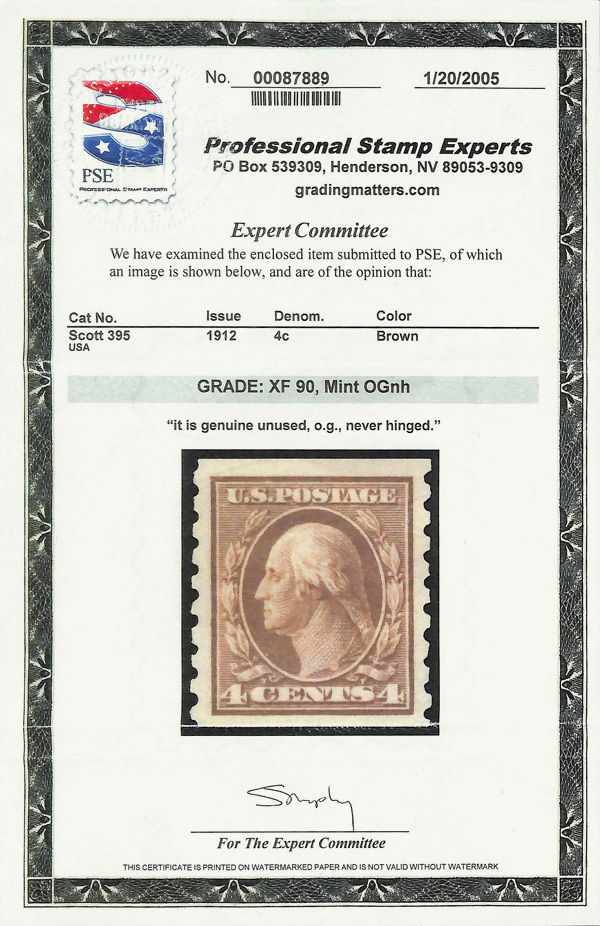 No. 00087889 1/20/2005
PSE
PROFESSIONAL STAMP EXPERTS
Professional Stamp Experts
PO Box 539309, Henderson, NV 89053-9309
gradingmatters.com
Expert Committee
We have examined the enclosed item submitted to PSE, of which
an image is shown below, and are of the opinion that:
Cat No. Issue Denom. Color
Scott 395 1912 4c Brown
USA
GRADE: XF 90, Mint OGnh
“it is genuine unused, o.g., never hinged.”
U.S. POSTAGE
4 CENTS 4
For The Expert Committee
THIS CERTIFICATE IS PRINTED ON WATERMARKED PAPER AND IS NOT VALID WITHOUT WATERMARK